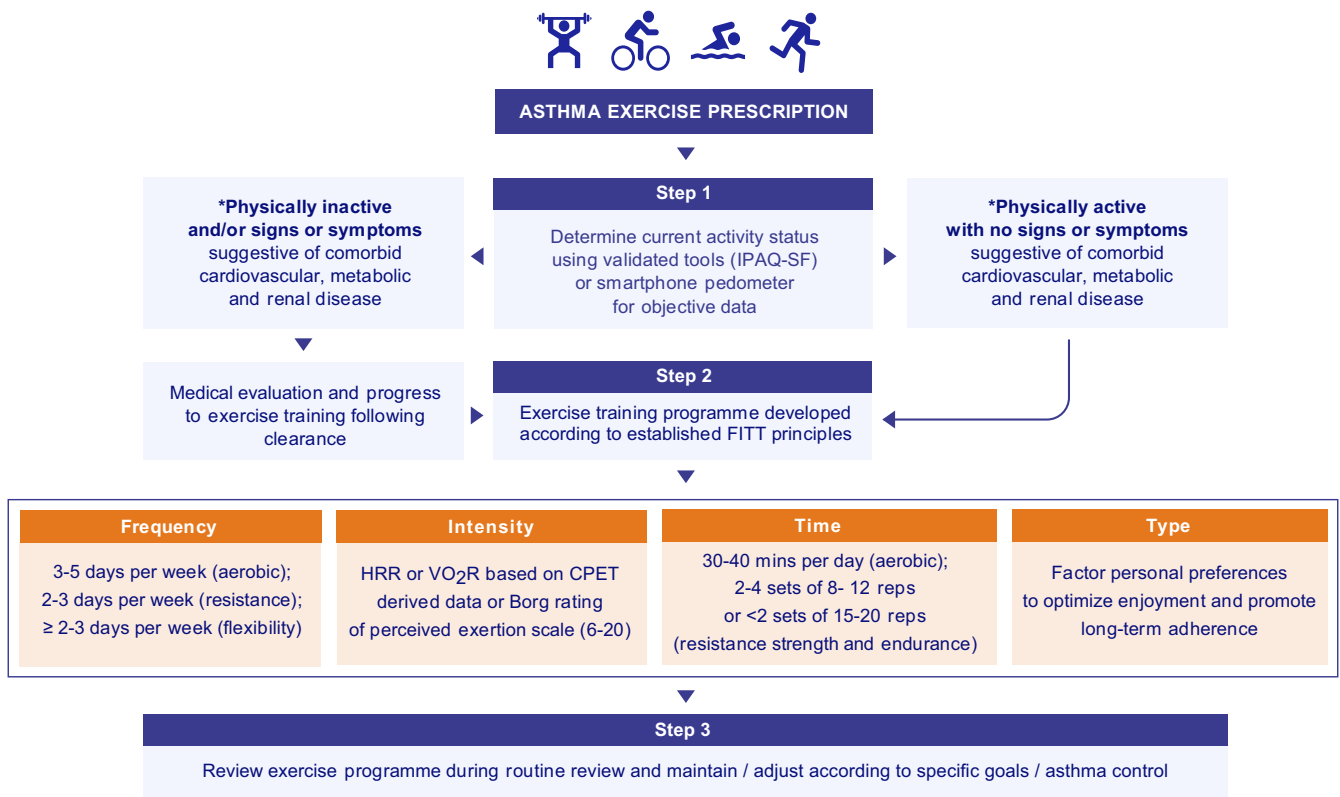 ASTHMA EXERCISE PRESCRIPTION
Step 1
Determine current activity status
using validated tools (IPAQ-SF)
or smartphone pedometer
for objective data
*Physically inactive
and/or signs or symptoms
suggestive of comorbid
cardiovascular, metabolic
and renal disease
*Physically active
with no signs or symptoms
suggestive of comorbid
cardiovascular, metabolic
and renal disease
Medical evaluation and progress
to exercise training following
clearance
Step 2
Exercise training programme developed
according to established FITT principles
Frequency
3-5 days per week (aerobic);
2-3 days per week (resistance);
≥ 2-3 days per week (flexibility)
Intensity
HRR or VO2R based on CPET
derived data or Borg rating
of perceived exertion scale (6-20)
Time
30-40 mins per day (aerobic);
2-4 sets of 8- 12 reps
or <2 sets of 15-20 reps
(resistance strength and endurance)
Type
Factor personal preferences
to optimize enjoyment and promote
long-term adherence
Step 3
Review exercise programme during routine review and maintain / adjust according to specific goals / asthma control